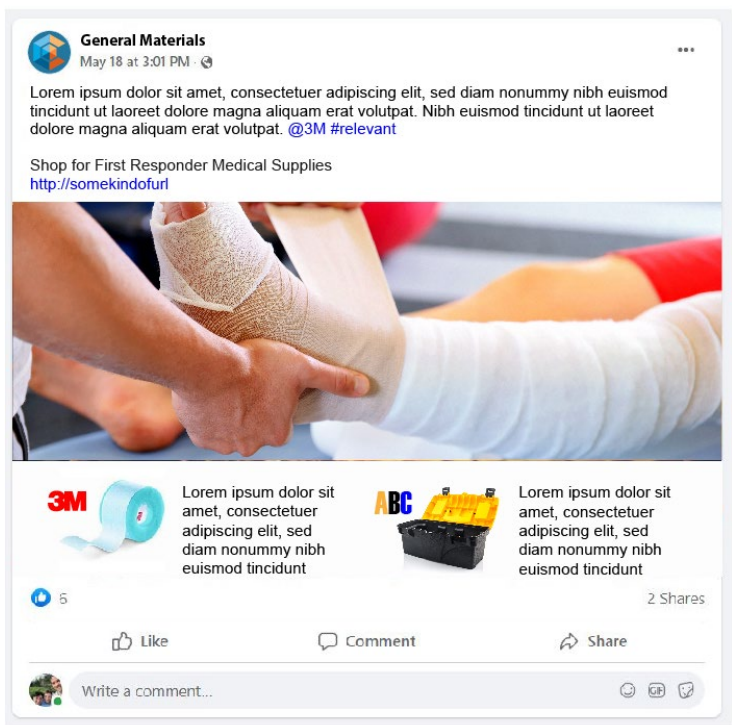 General Materials
May 18 at 3:01 PM ·
Lorem ipsum dolor sit amet, consectetuer adipiscing elit, sed diam nonummy nibh euismod
tincidunt ut laoreet dolore magna aliquam erat volutpat. Nibh euismod tincidunt ut laoreet
dolore magna aliquam erat volutpat. @3M #relevant
Shop for First Responder Medical Supplies
http://somekindofurl
3M
Lorem ipsum dolor sit
amet, consectetuer
adipiscing elit, sed
diam nonummy nibh
euismod tincidunt
ABC
Lorem ipsum dolor sit
amet, consectetuer
adipiscing elit, sed
diam nonummy nibh
euismod tincidunt
6
2 Shares
Like
Comment
Share
Write a comment...
GIF